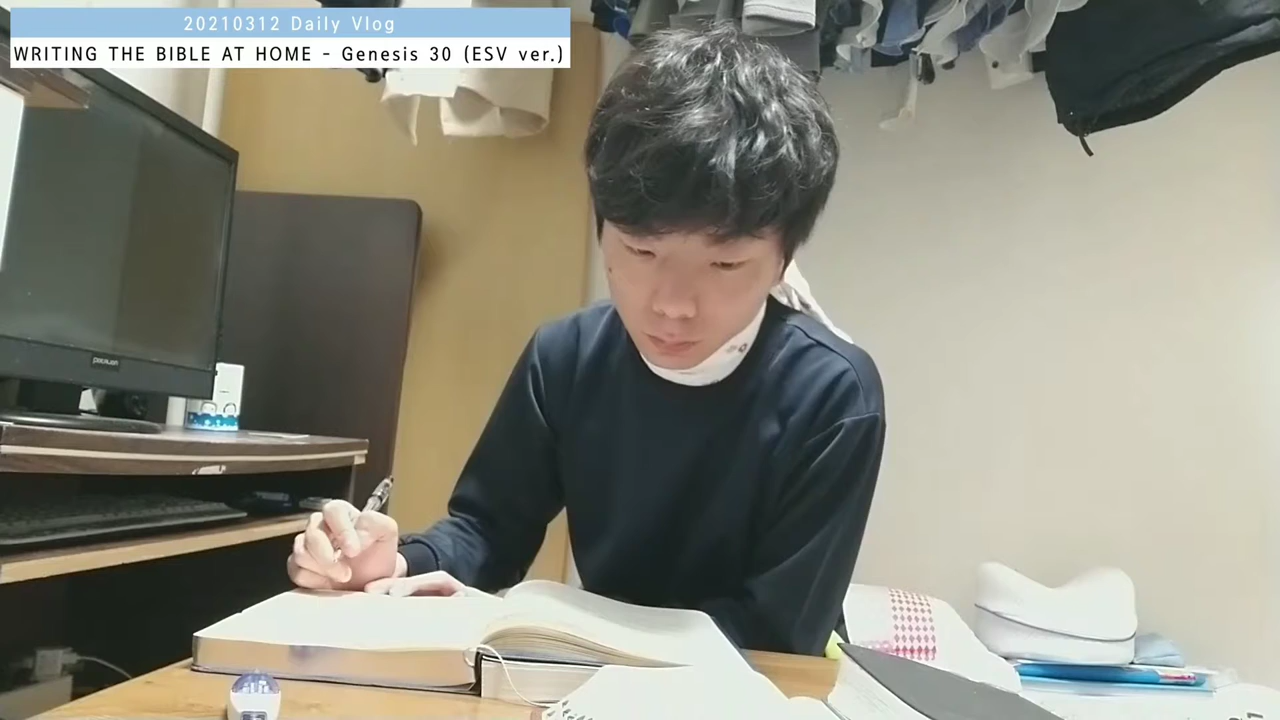 20210312 Daily Vlog
WRITING THE BIBLE AT HOME - Genesis 30 (ESV ver.)